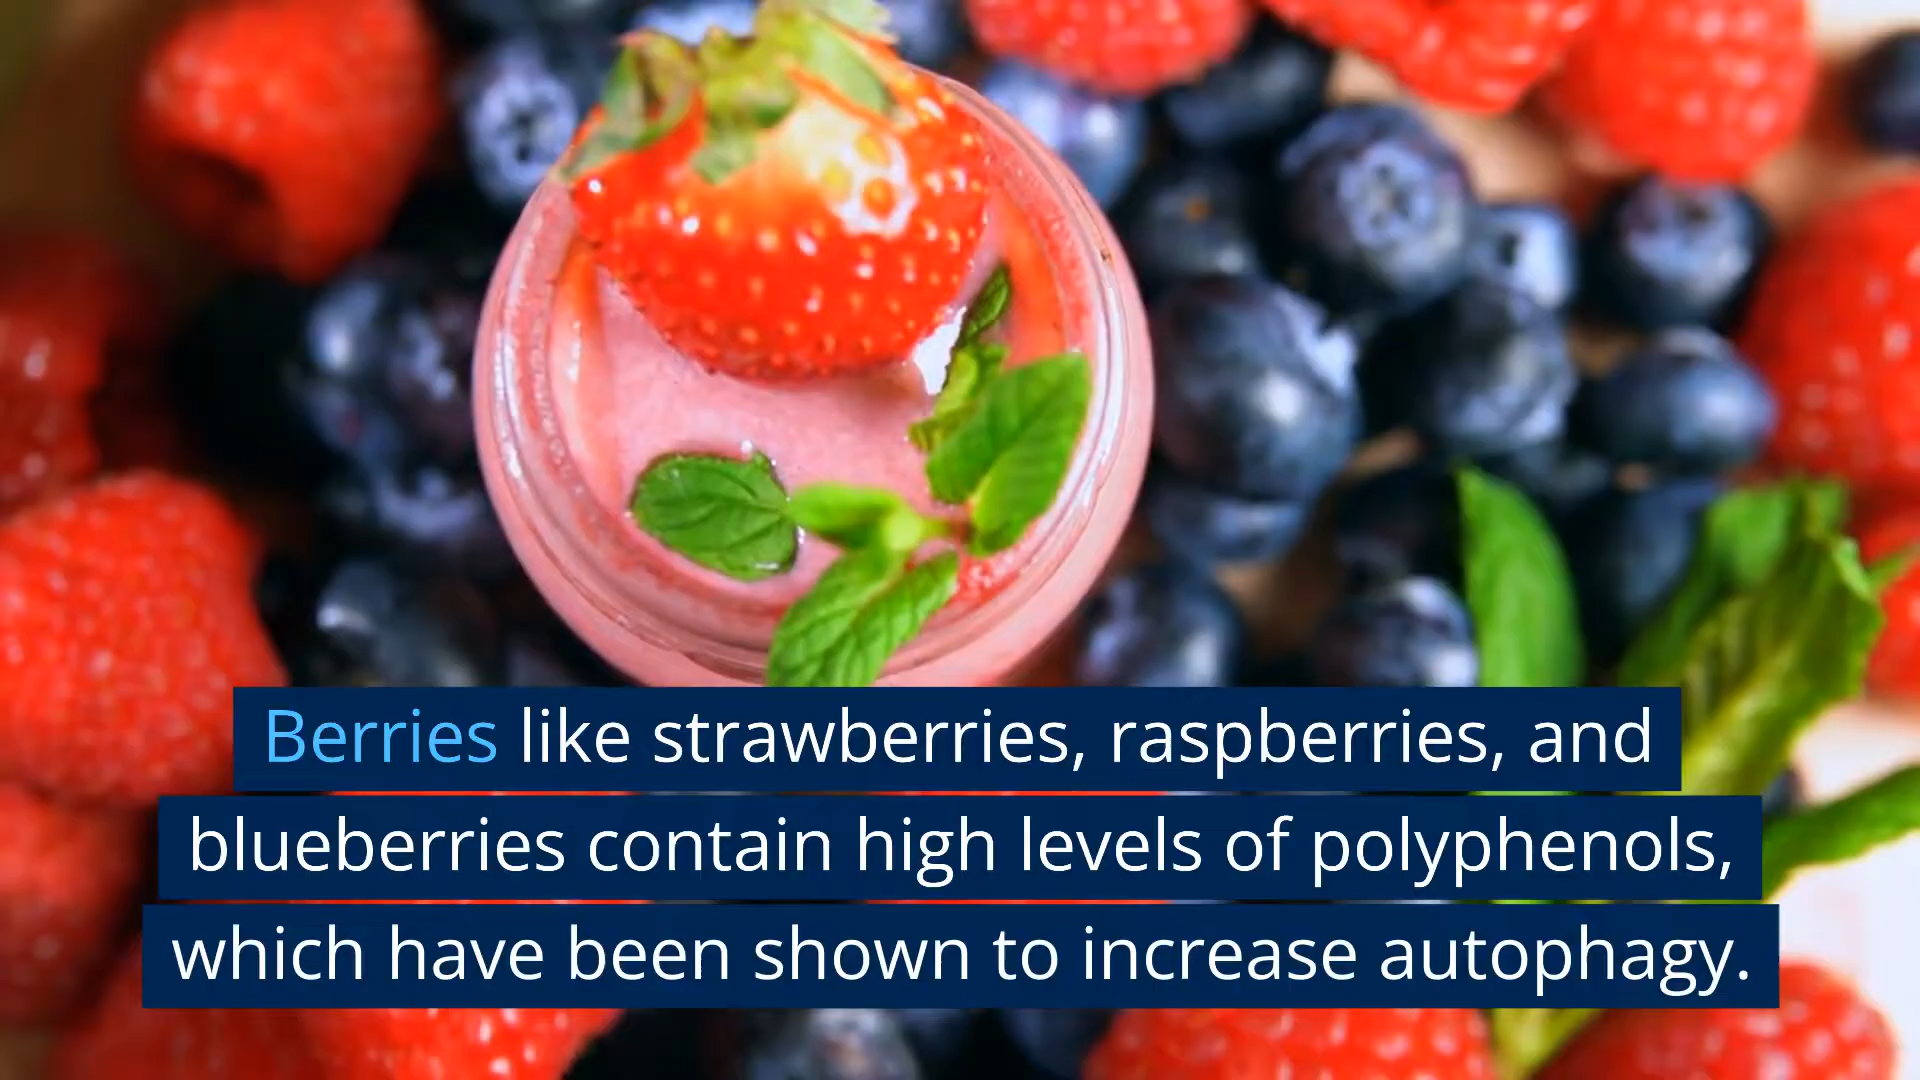 Berries like strawberries, raspberries, and
blueberries contain high levels of polyphenols,
which have been shown to increase autophagy.